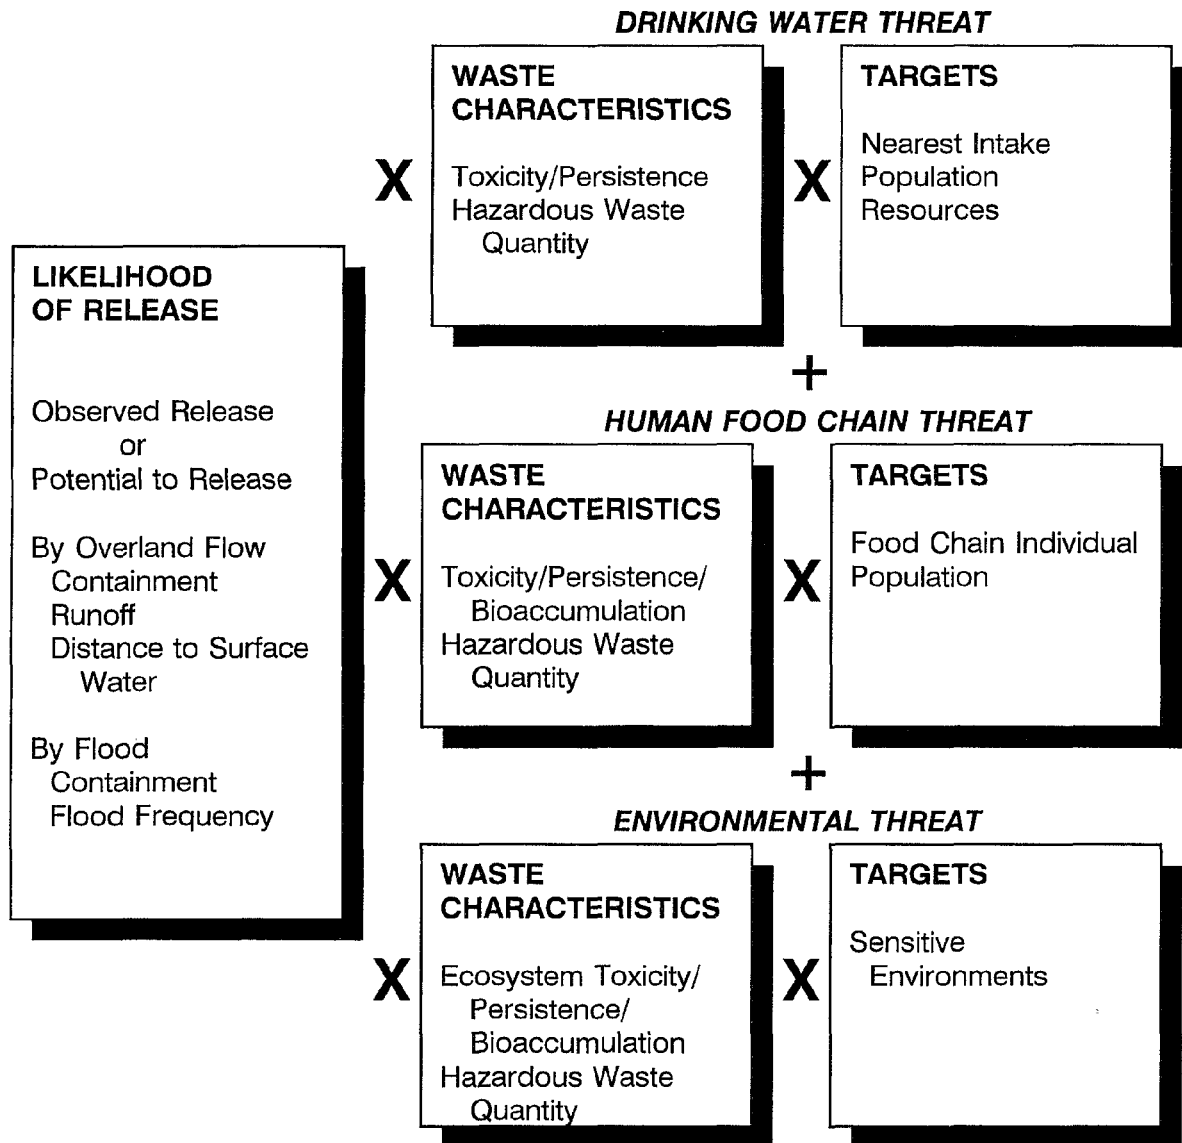 DRINKING WATER THREAT
WASTE
CHARACTERISTICS
Toxicity/Persistence
Hazardous Waste
Quantity
X
X
TARGETS
Nearest Intake
Population
Resources
LIKELIHOOD
OF RELEASE
Observed Release
or
Potential to Release
By Overland Flow
Containment
Runoff
Distance to Surface
Water
By Flood
Containment
Flood Frequency
+
HUMAN FOOD CHAIN THREAT
X
WASTE
CHARACTERISTICS
Toxicity/Persistence/
Bioaccumulation
Hazardous Waste
Quantity
X
TARGETS
Food Chain Individual
Population
+
ENVIRONMENTAL THREAT
X
WASTE
CHARACTERISTICS
Ecosystem Toxicity/
Persistence/
Bioaccumulation
Hazardous Waste
Quantity
X
TARGETS
Sensitive
Environments